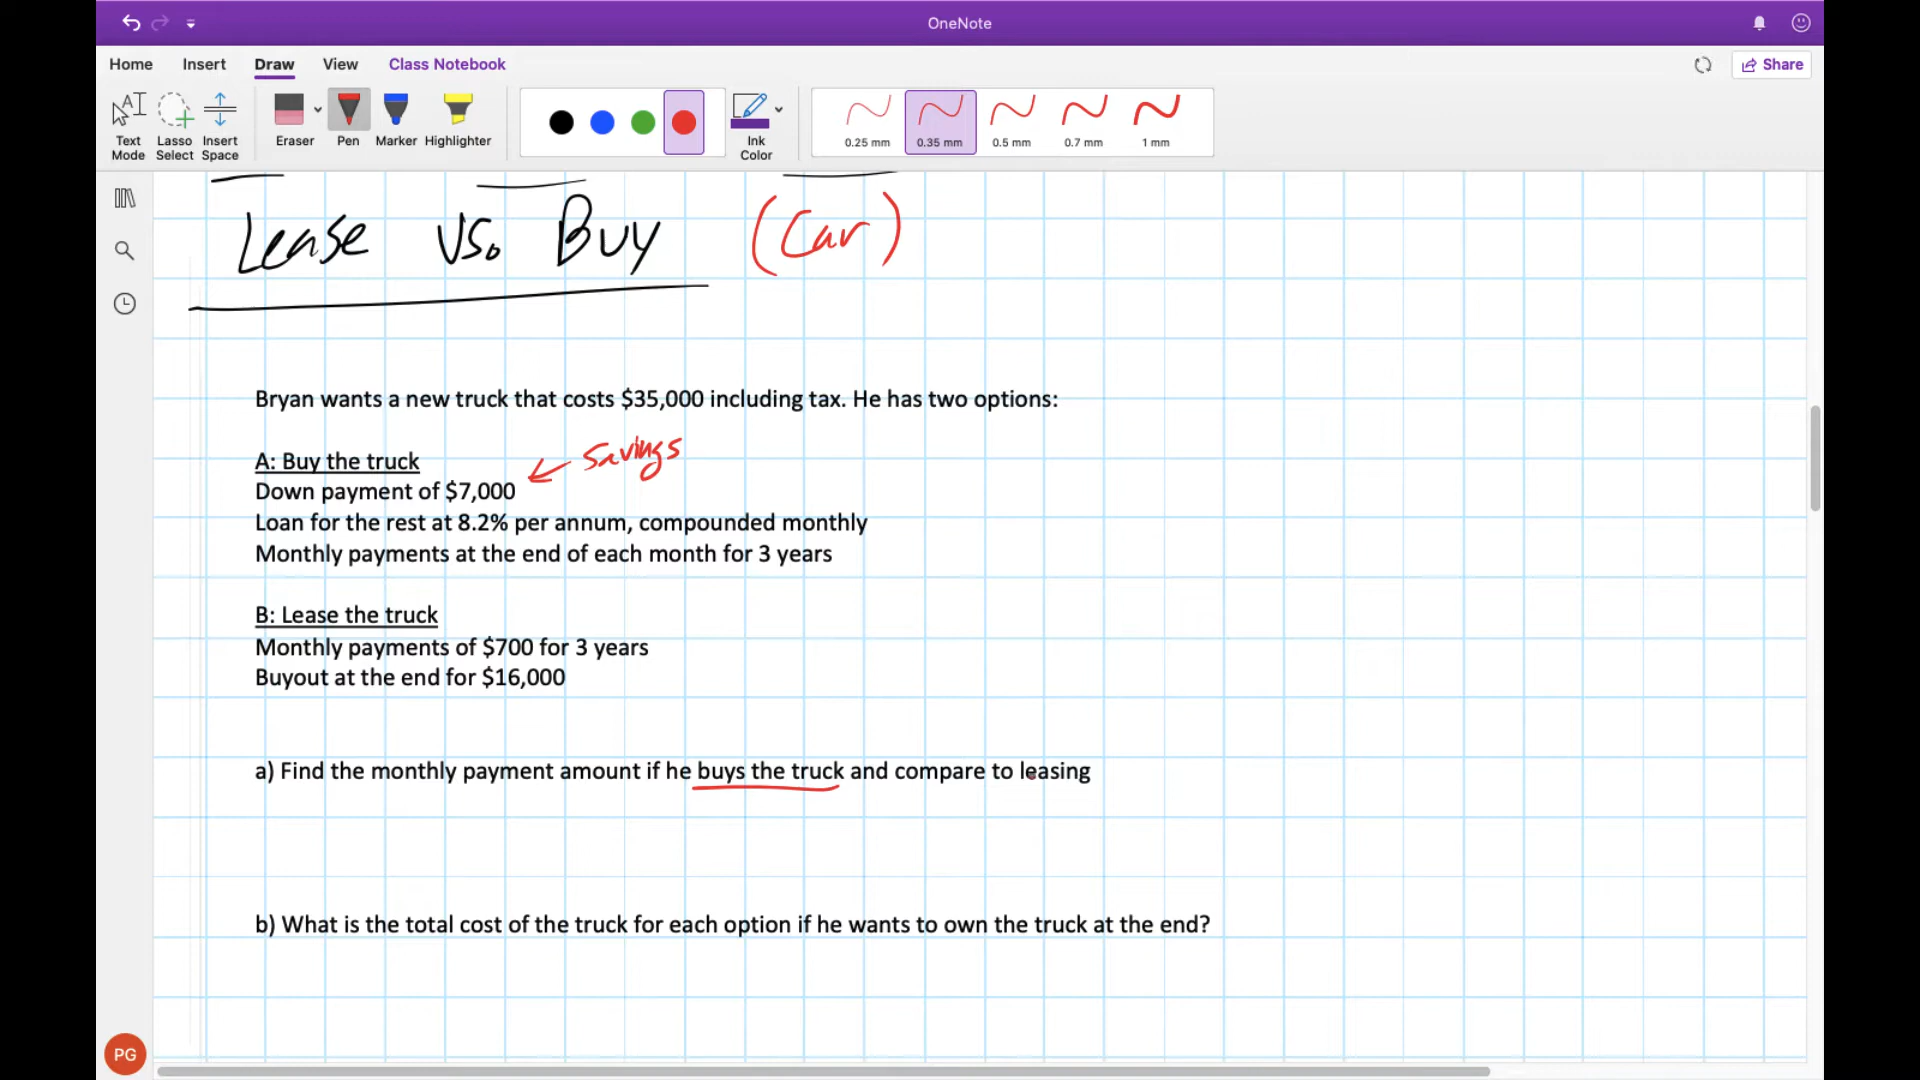 OneNote
Home Insert Draw View Class Notebook
Share
Text Mode
Lasso Select
Insert Space
Eraser
Pen
Marker
Highlighter
Ink Color
0.25 mm
0.35 mm
0.5 mm
0.7 mm
1 mm
Lease vs. Buy (Car)
Bryan wants a new truck that costs $35,000 including tax. He has two options:
A: Buy the truck
savings
Down payment of $7,000
Loan for the rest at 8.2% per annum, compounded monthly
Monthly payments at the end of each month for 3 years
B: Lease the truck
Monthly payments of $700 for 3 years
Buyout at the end for $16,000
a) Find the monthly payment amount if he buys the truck and compare to leasing
b) What is the total cost of the truck for each option if he wants to own the truck at the end?
PG